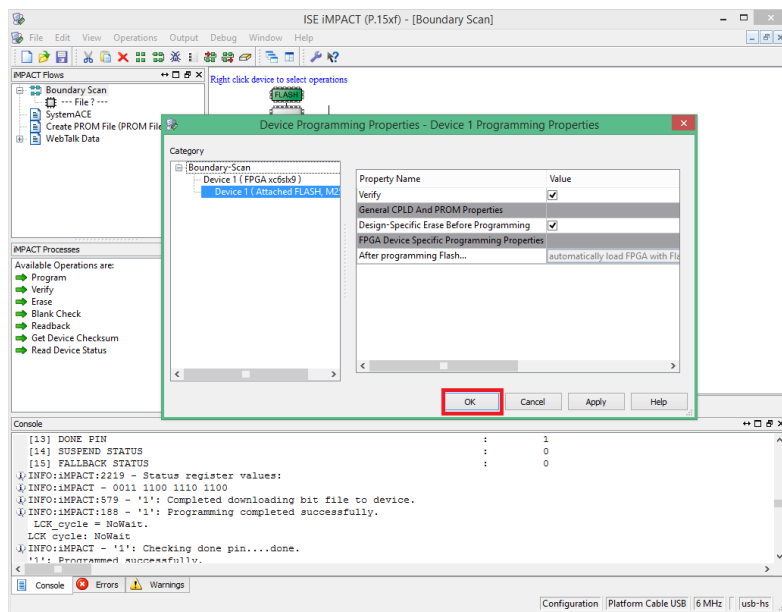 ISE iMPACT (P.15xf) - [Boundary Scan]
File Edit View Operations Output Debug Window Help
iMPACT Flows
Boundary Scan
--- File ? ---
SystemACE
Create PROM File (PROM File
WebTalk Data
Right click device to select operations
FLASH
Device Programming Properties - Device 1 Programming Properties
Category
Boundary-Scan
Device 1 ( FPGA xc6slx9 )
Device 1 ( Attached FLASH, M2
Property Name Value
Verify
General CPLD And PROM Properties
Design-Specific Erase Before Programming
FPGA Device Specific Programming Properties
After programming Flash... automatically load FPGA with Fla
OK Cancel Apply Help
iMPACT Processes
Available Operations are:
Program
Verify
Erase
Blank Check
Readback
Get Device Checksum
Read Device Status
Console
[13] DONE PIN : 1
[14] SUSPEND STATUS : 0
[15] FALLBACK STATUS : 0
INFO:iMPACT:2219 - Status register values:
INFO:iMPACT - 0011 1100 1110 1100
INFO:iMPACT:579 - '1': Completed downloading bit file to device.
INFO:iMPACT:188 - '1': Programming completed successfully.
LCK_cycle = NoWait.
LCK cycle: NoWait
INFO:iMPACT - '1': Checking done pin....done.
'1': Programmed successfully.
Console Errors Warnings
Configuration Platform Cable USB 6 MHz usb-hs